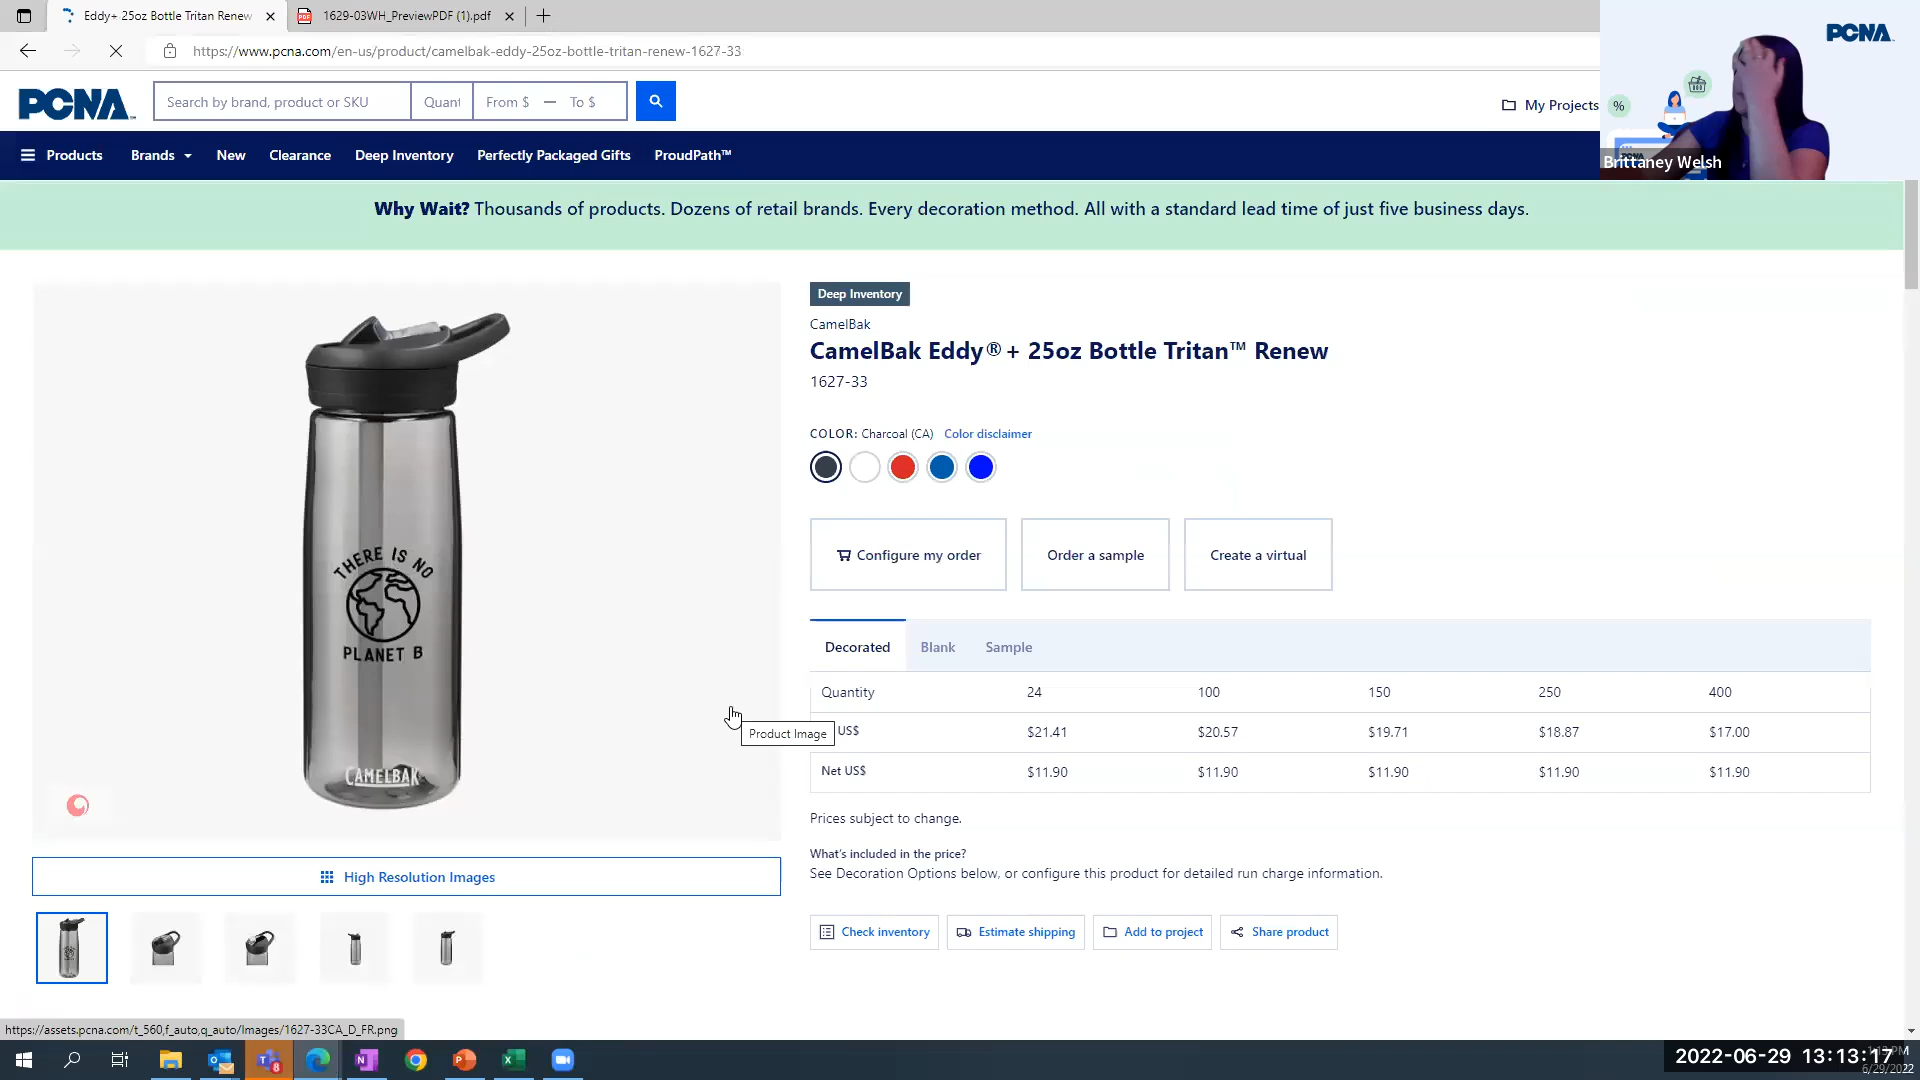 Eddy+ 25oz Bottle Tritan Renew
1629-03WH_PreviewPDF (1).pdf
https://www.pcna.com/en-us/product/camelbak-eddy-25oz-bottle-tritan-renew-1627-33
PCNA
Search by brand, product or SKU
Quant
From $ — To $
My Projects
PCNA
%
Brittaney Welsh
Products
Brands
New
Clearance
Deep Inventory
Perfectly Packaged Gifts
ProudPath™
Why Wait? Thousands of products. Dozens of retail brands. Every decoration method. All with a standard lead time of just five business days.
THERE IS NO
PLANET B
CAMELBAK
Deep Inventory
CamelBak
CamelBak Eddy®+ 25oz Bottle Tritan™ Renew
1627-33
COLOR: Charcoal (CA) Color disclaimer
Configure my order
Order a sample
Create a virtual
Decorated Blank Sample
Quantity 24 100 150 250 400
US$ $21.41 $20.57 $19.71 $18.87 $17.00
Net US$ $11.90 $11.90 $11.90 $11.90 $11.90
Product Image
Prices subject to change.
What's included in the price?
See Decoration Options below, or configure this product for detailed run charge information.
Check inventory
Estimate shipping
Add to project
Share product
High Resolution Images
https://assets.pcna.com/t_560,f_auto,q_auto/Images/1627-33CA_D_FR.png
2022-06-29 13:13:17
6/29/2022